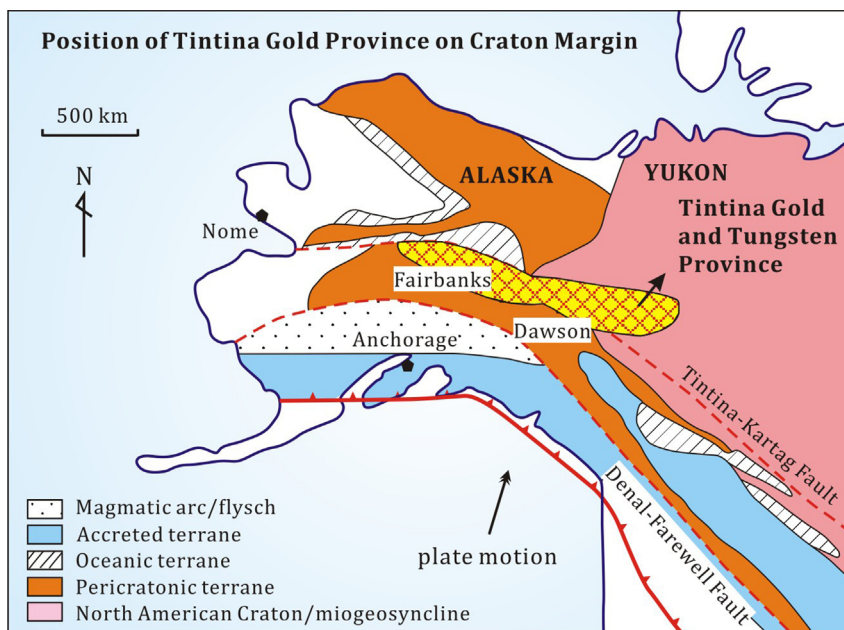 Position of Tintina Gold Province on Craton Margin
500 km
N
ALASKA
YUKON
Tintina Gold
and Tungsten
Province
Nome
Fairbanks
Dawson
Anchorage
Tintina-Kartag Fault
Denal-Farewell Fault
plate motion
Magmatic arc/flysch
Accreted terrane
Oceanic terrane
Pericratonic terrane
North American Craton/miogeosyncline